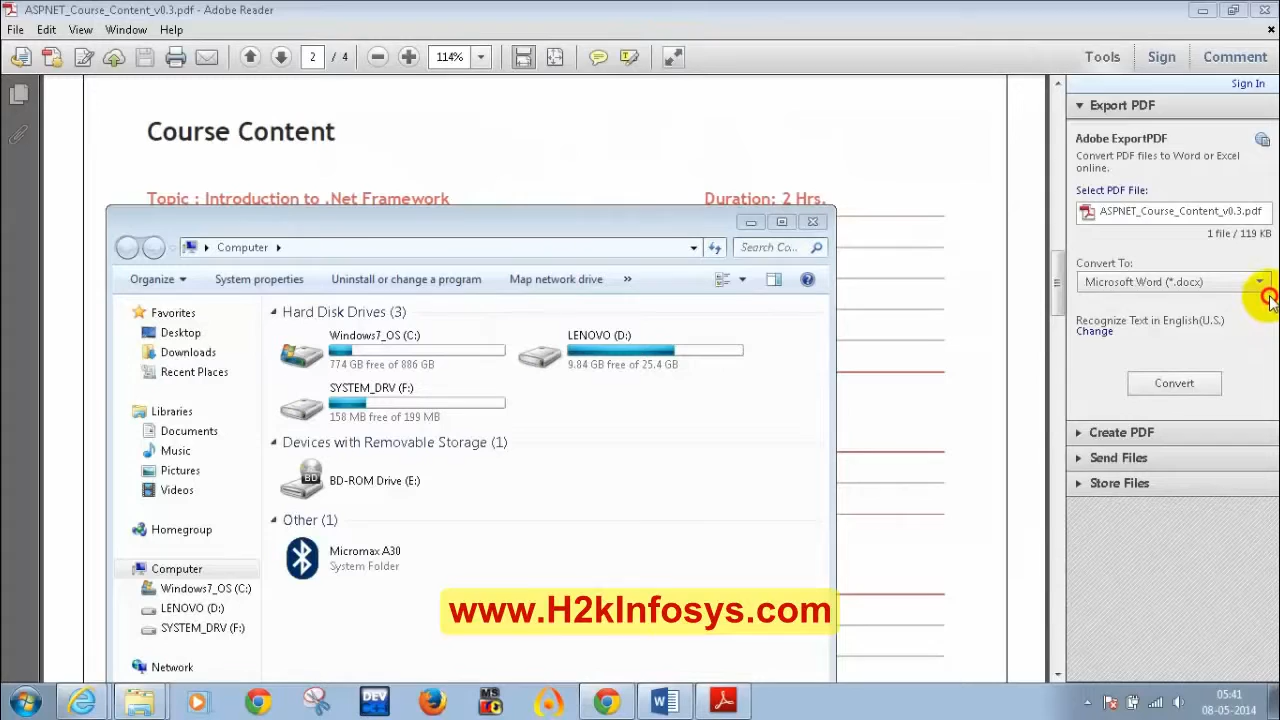 ASPNET_Course_Content_v0.3.pdf - Adobe Reader
File Edit View Window Help
2 / 4 114% Tools Sign Comment
Sign In
Export PDF
Adobe ExportPDF
Convert PDF files to Word or Excel
online.
Select PDF File:
ASPNET_Course_Content_v0.3.pdf
1 file / 119 KB
Convert To:
Microsoft Word (*.docx)
Recognize Text in English(U.S.)
Change
Convert
Create PDF
Send Files
Store Files
Course Content
Topic : Introduction to .Net Framework Duration: 2 Hrs.
Computer Search Co...
Organize System properties Uninstall or change a program Map network drive »
Favorites
Desktop
Downloads
Recent Places
Libraries
Documents
Music
Pictures
Videos
Homegroup
Computer
Windows7_OS (C:)
LENOVO (D:)
SYSTEM_DRV (F:)
Network
Hard Disk Drives (3)
Windows7_OS (C:)
774 GB free of 886 GB
LENOVO (D:)
9.84 GB free of 25.4 GB
SYSTEM_DRV (F:)
158 MB free of 199 MB
Devices with Removable Storage (1)
BD
BD-ROM Drive (E:)
Other (1)
Micromax A30
System Folder
www.H2kInfosys.com
DEV
MS
05:41
08-05-2014